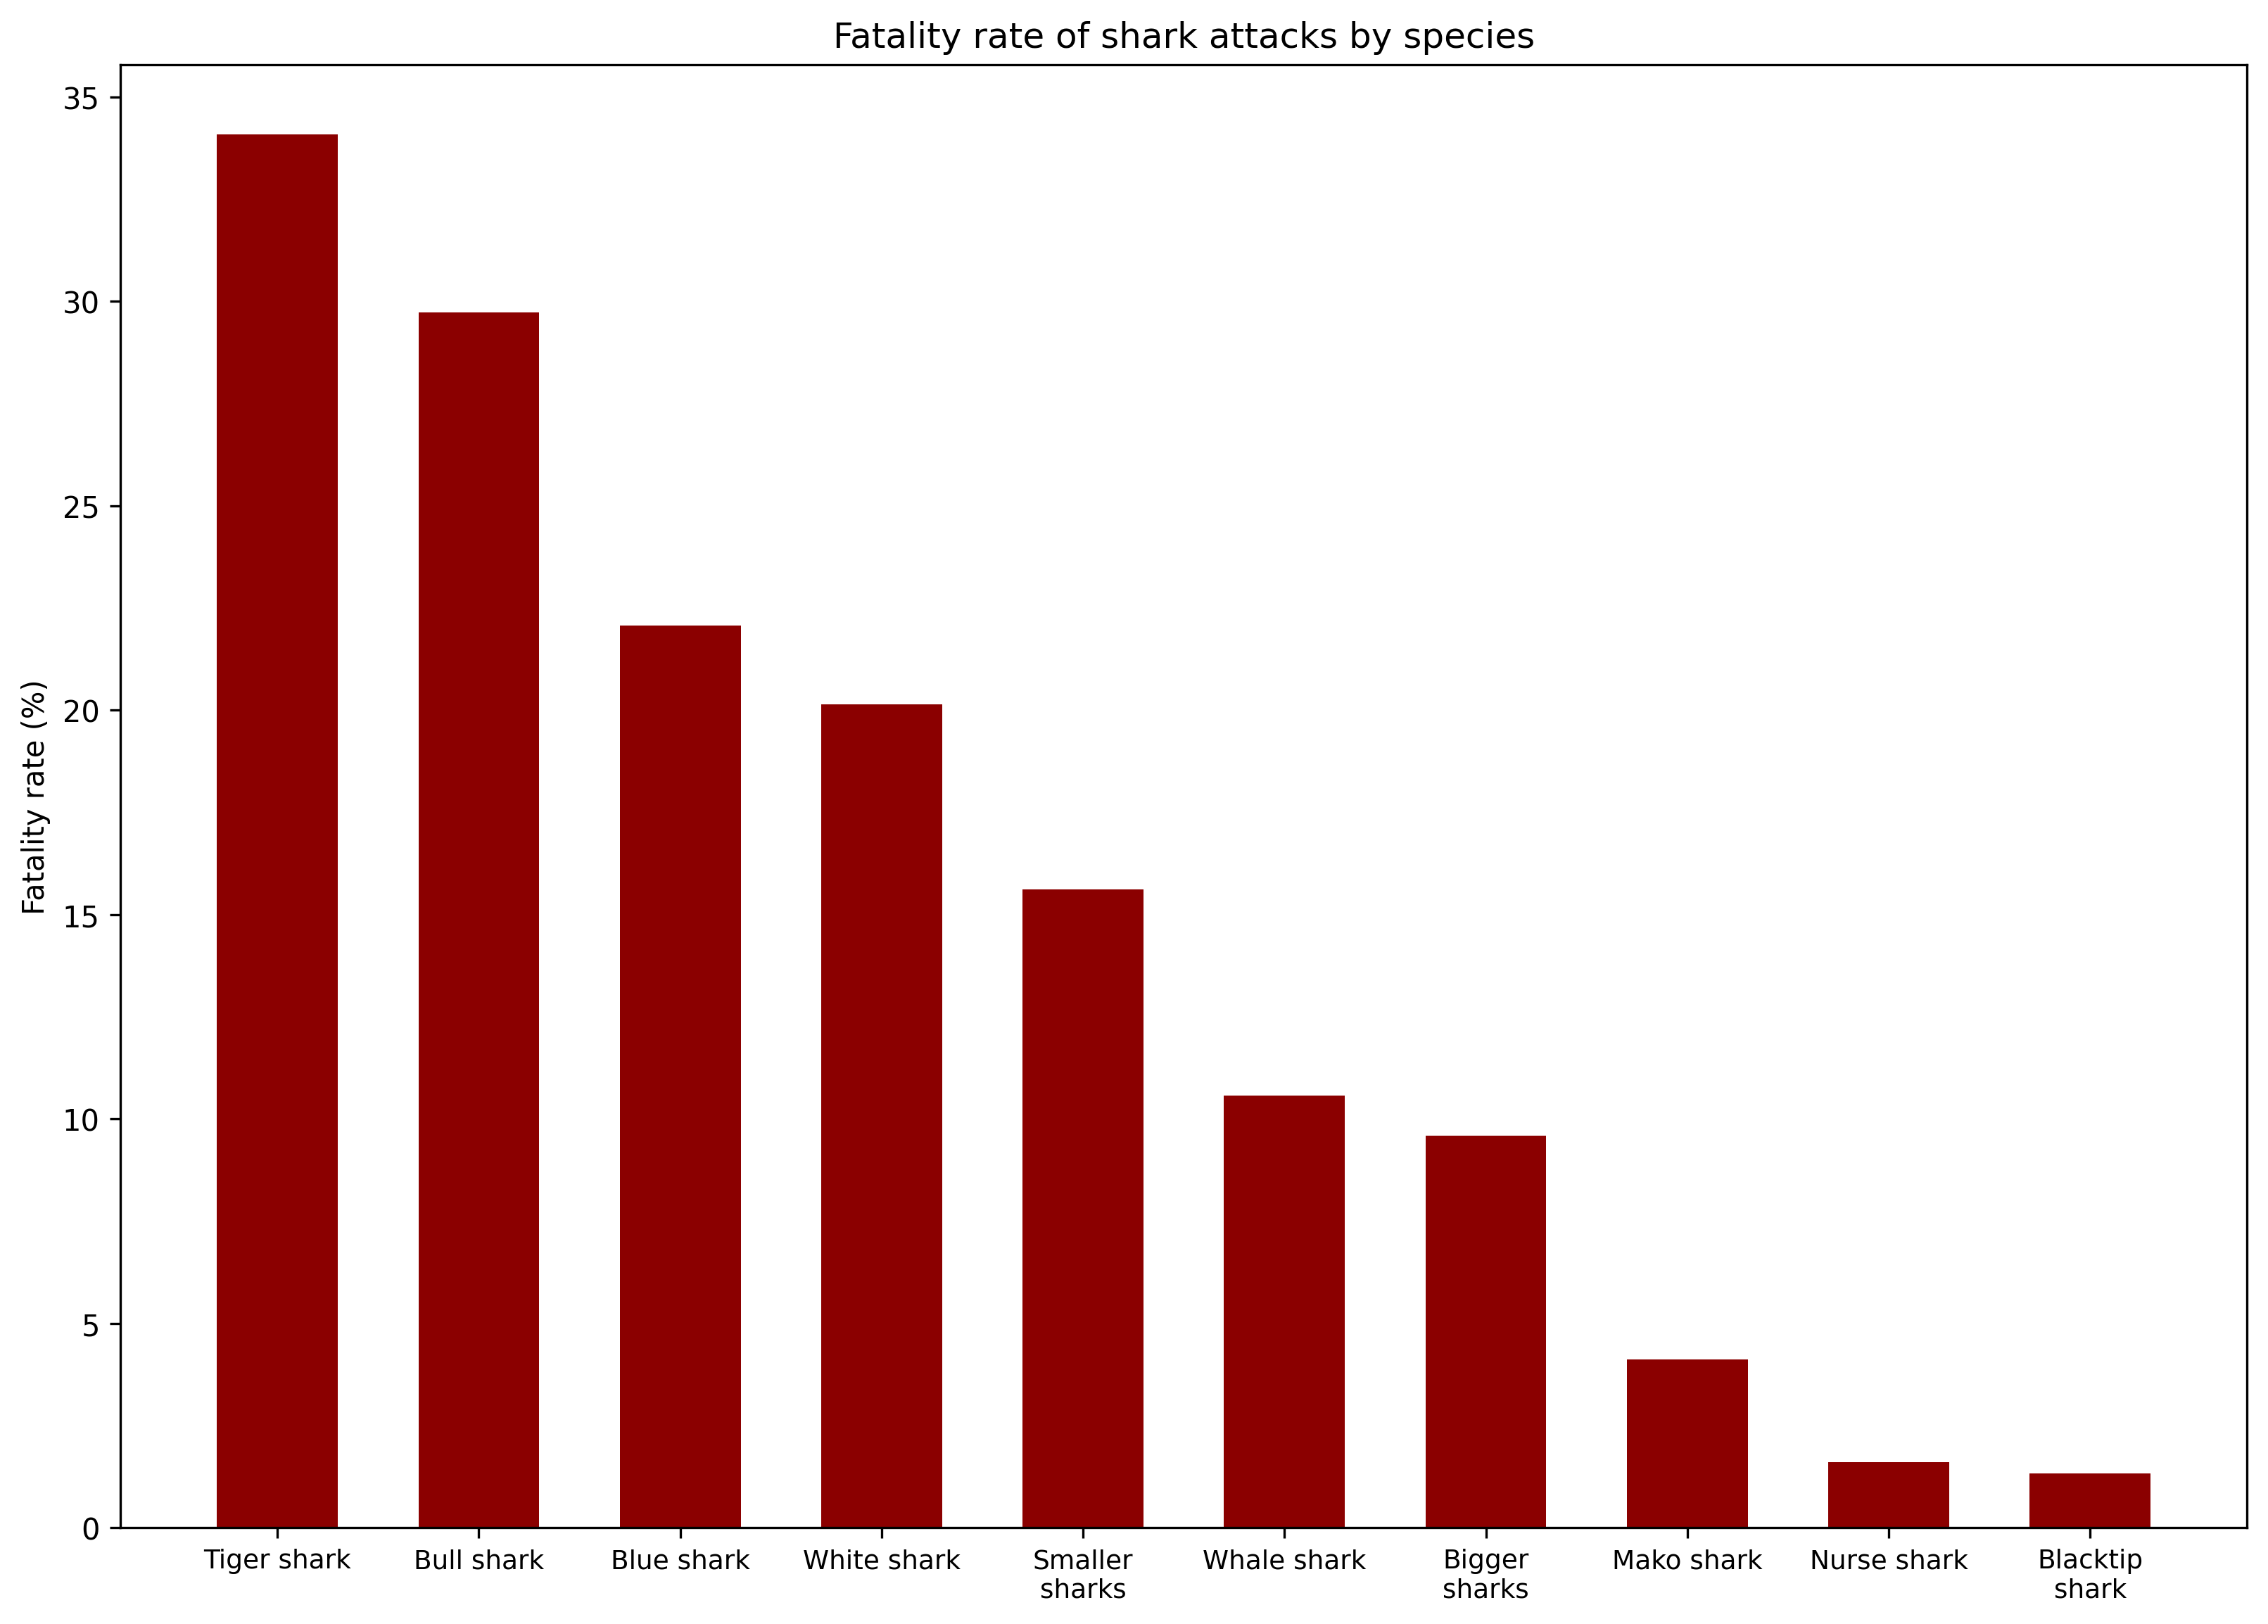 Fatality rate of shark attacks by species
Fatality rate (%)
35
30
25
20
15
10
5
0
Tiger shark
Bull shark
Blue shark
White shark
Smaller
sharks
Whale shark
Bigger
sharks
Mako shark
Nurse shark
Blacktip
shark